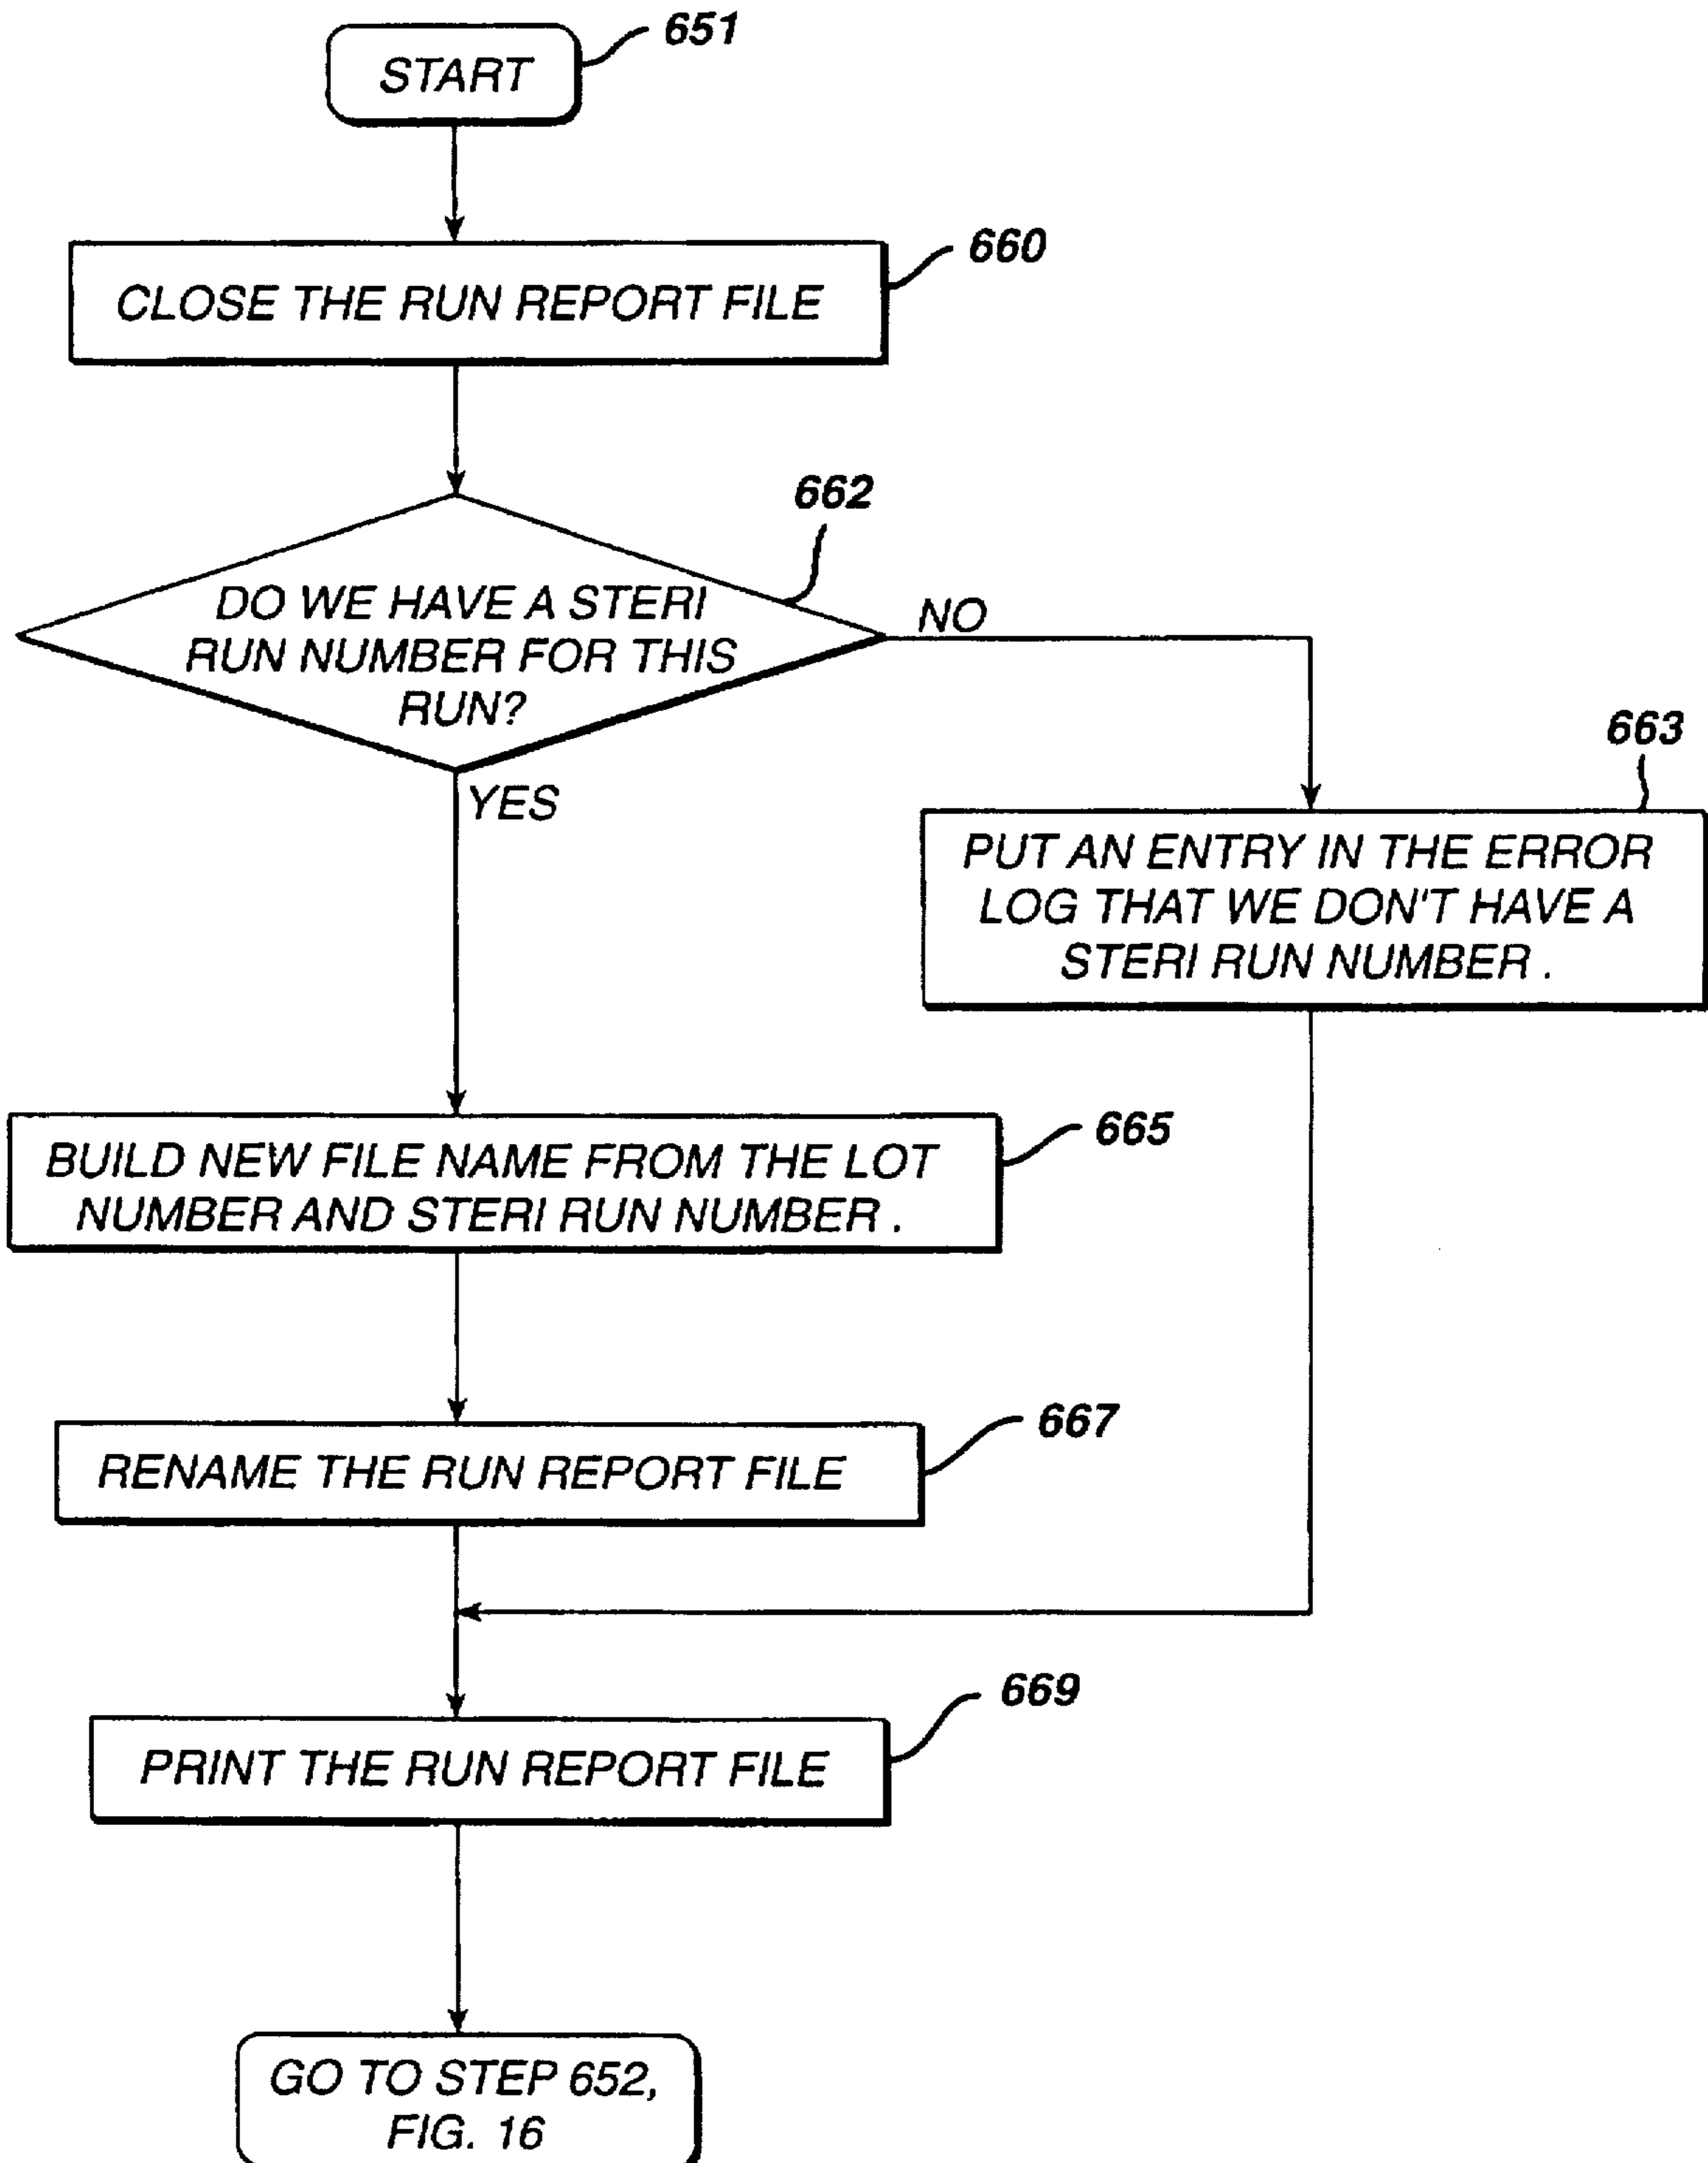 651
START
660
CLOSE THE RUN REPORT FILE
662
DO WE HAVE A STERI
RUN NUMBER FOR THIS
RUN?
NO
YES
663
PUT AN ENTRY IN THE ERROR
LOG THAT WE DON'T HAVE A
STERI RUN NUMBER .
665
BUILD NEW FILE NAME FROM THE LOT
NUMBER AND STERI RUN NUMBER .
667
RENAME THE RUN REPORT FILE
669
PRINT THE RUN REPORT FILE
GO TO STEP 652,
FIG. 16